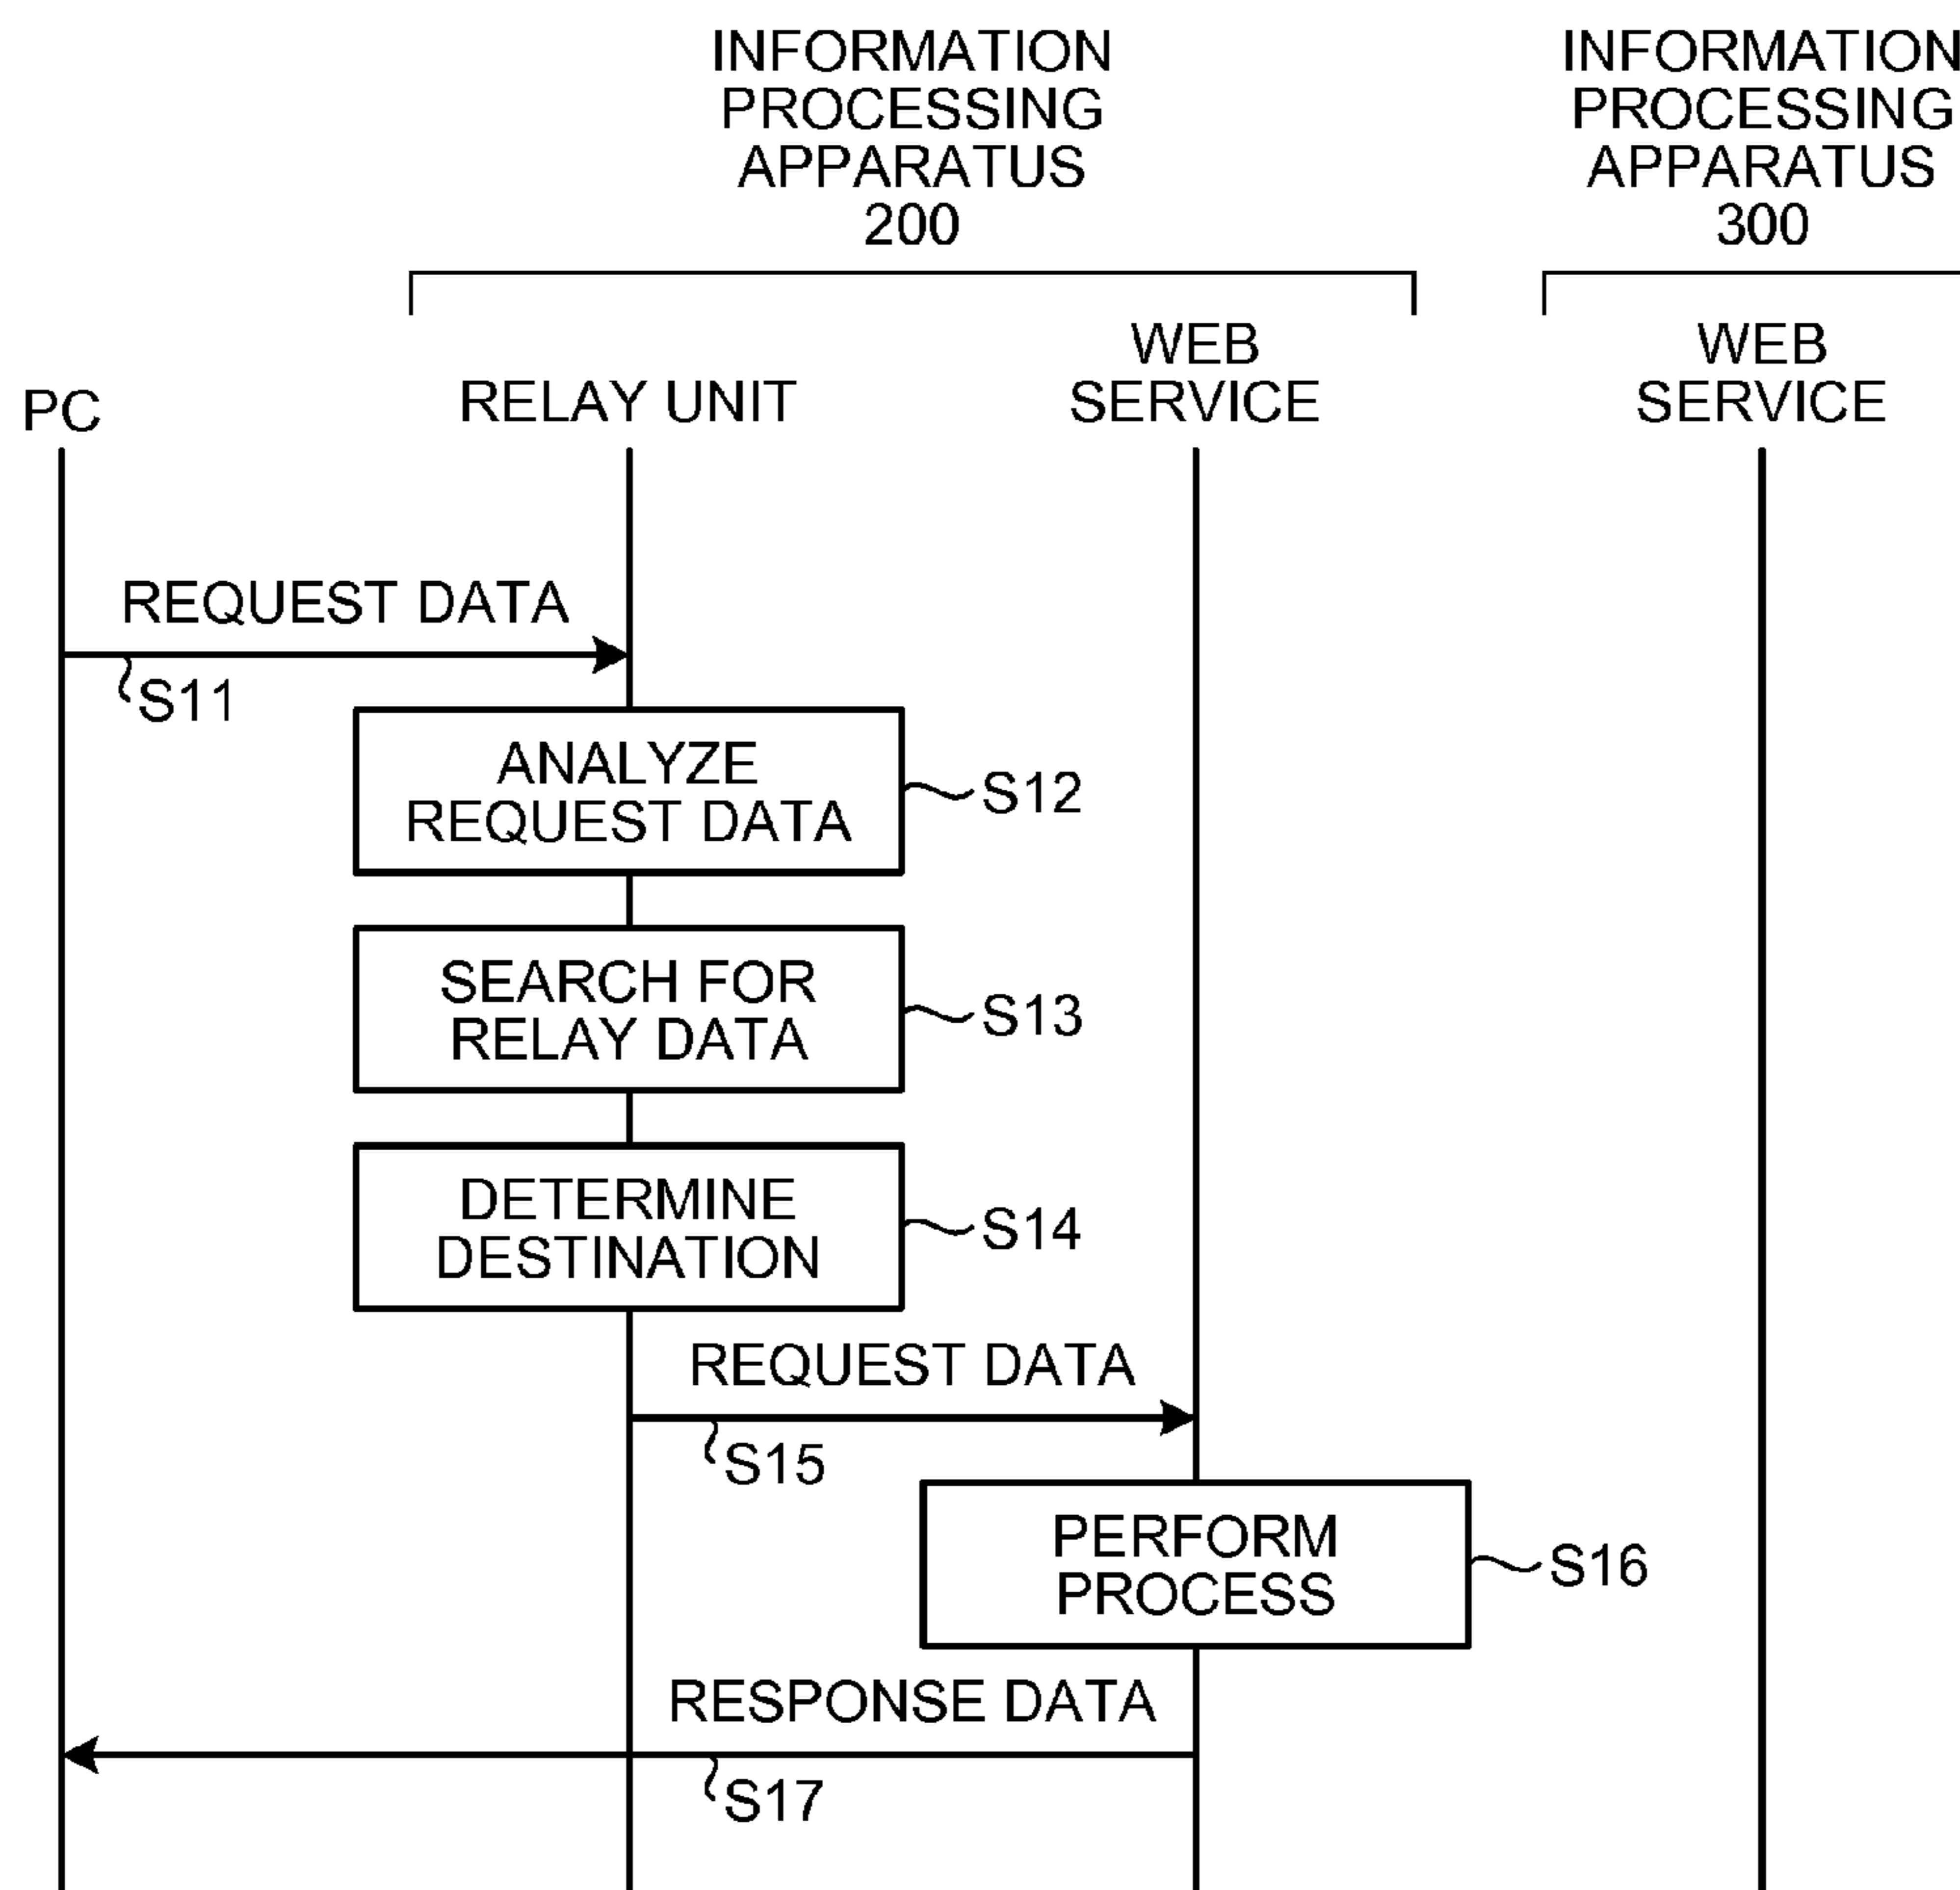 INFORMATION
PROCESSING
APPARATUS
200
INFORMATION
PROCESSING
APPARATUS
300
PC
RELAY UNIT
WEB
SERVICE
WEB
SERVICE
REQUEST DATA
S11
ANALYZE
REQUEST DATA
S12
SEARCH FOR
RELAY DATA
S13
DETERMINE
DESTINATION
S14
REQUEST DATA
S15
PERFORM
PROCESS
S16
RESPONSE DATA
S17